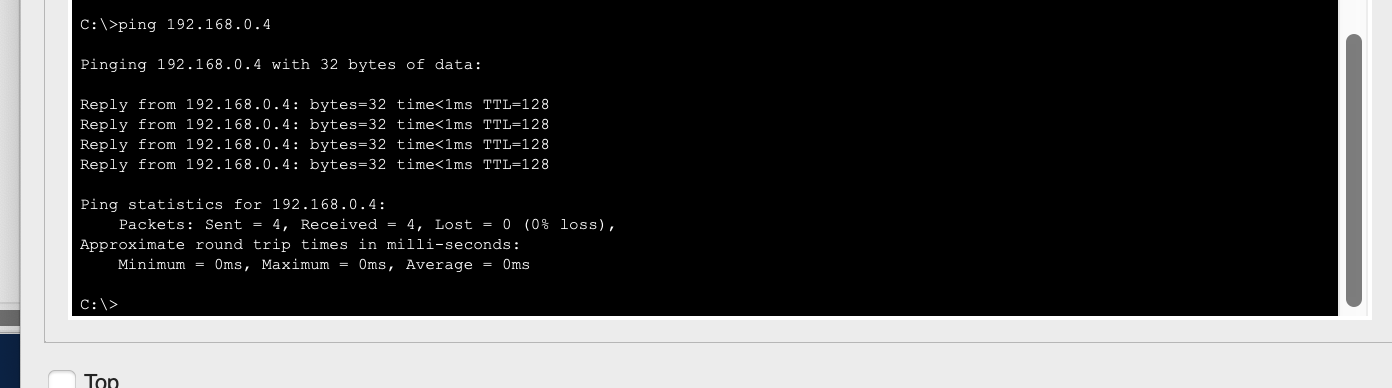 C:\>ping 192.168.0.4
Pinging 192.168.0.4 with 32 bytes of data:
Reply from 192.168.0.4: bytes=32 time<1ms TTL=128
Reply from 192.168.0.4: bytes=32 time<1ms TTL=128
Reply from 192.168.0.4: bytes=32 time<1ms TTL=128
Reply from 192.168.0.4: bytes=32 time<1ms TTL=128
Ping statistics for 192.168.0.4:
    Packets: Sent = 4, Received = 4, Lost = 0 (0% loss),
Approximate round trip times in milli-seconds:
    Minimum = 0ms, Maximum = 0ms, Average = 0ms
C:\>
Top